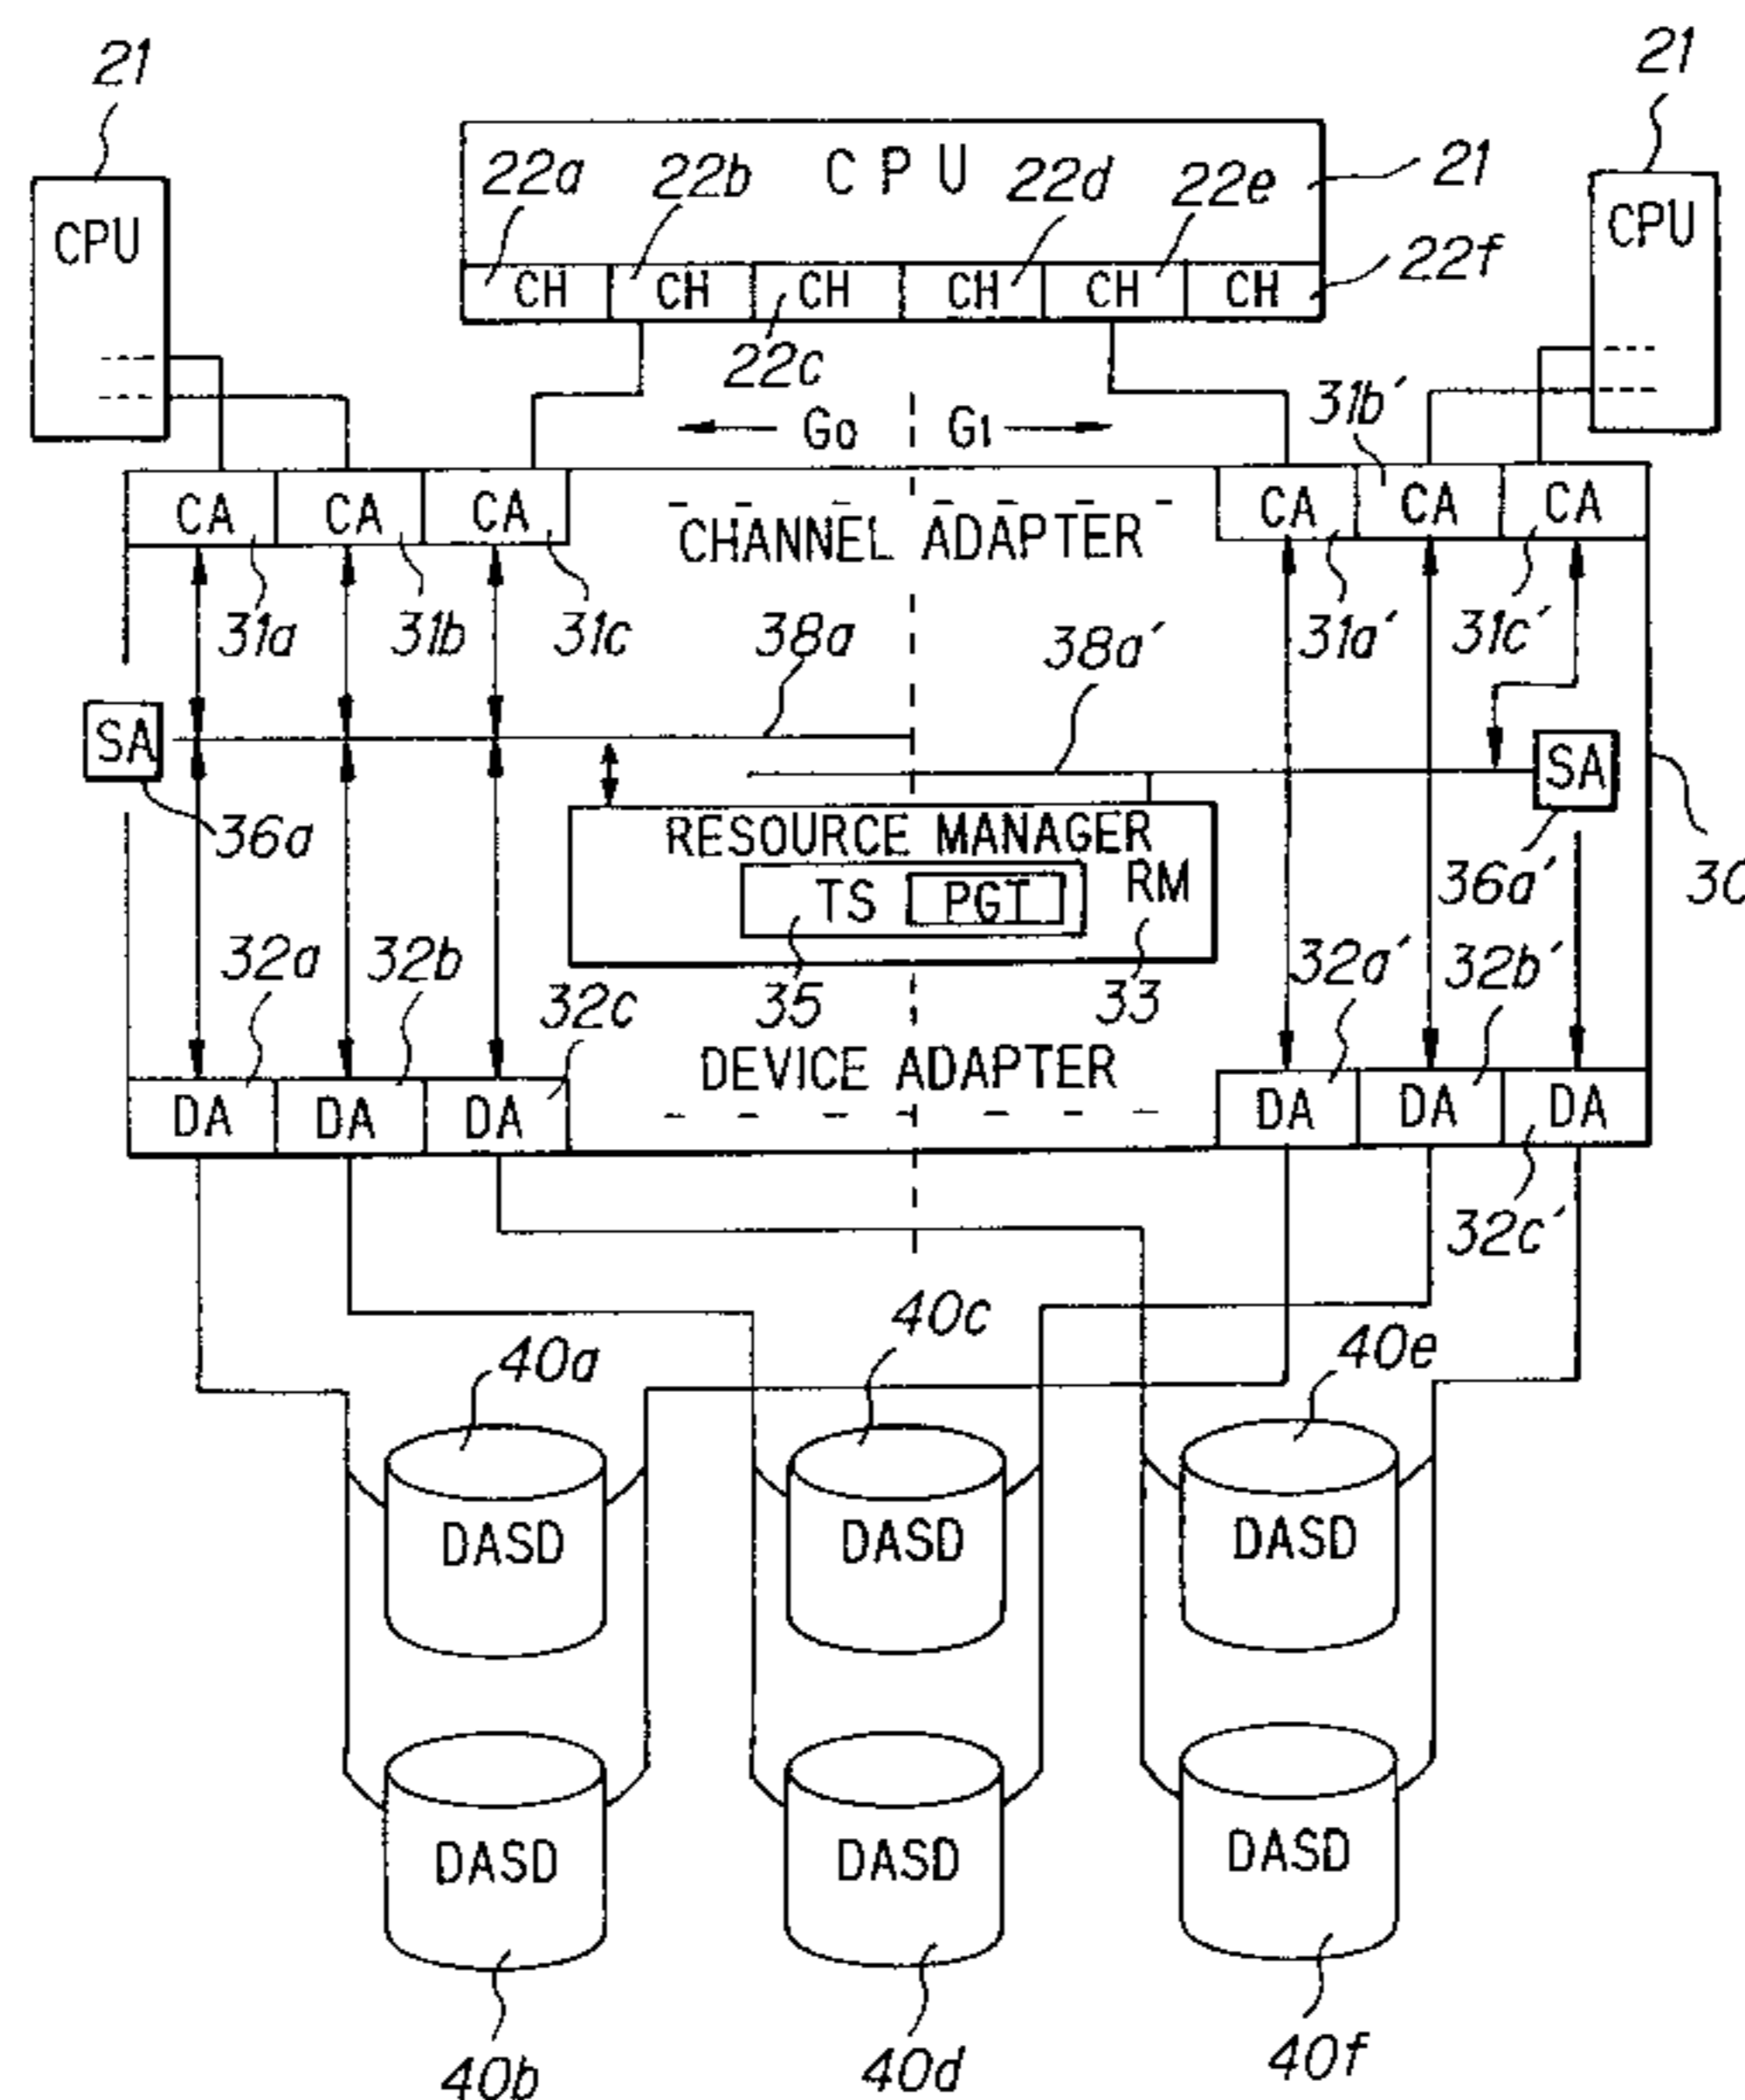 21
21
CPU
22a
22b
22d
22e
21
CPU
CPU
22f
CH
CH
CH
CH
CH
CH
22c
31b′
← G0
G1 →
CA
CA
CA
CHANNEL ADAPTER
CA
CA
CA
31a
31b
31c
38a
38a′
31a′
31c′
SA
SA
36a
RESOURCE MANAGER
36a′
30
TS
PGT
RM
32a
32b
32c
35
33
32a′
32b′
DEVICE ADAPTER
DA
DA
DA
DA
DA
DA
32c′
40a
40c
40e
DASD
DASD
DASD
DASD
DASD
DASD
40b
40d
40f